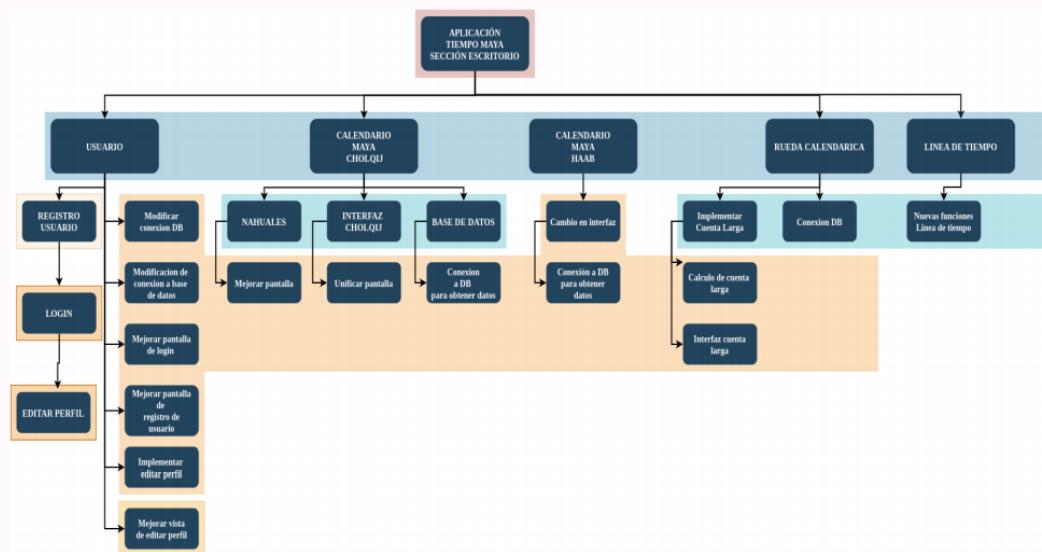 APLICACIÓN
TIEMPO MAYA
SECCIÓN ESCRITORIO
USUARIO
CALENDARIO
MAYA
CHOLQIJ
CALENDARIO
MAYA
HAAB
RUEDA CALENDARICA
LINEA DE TIEMPO
REGISTRO
USUARIO
Modificar
conexion DB
NAHUALES
INTERFAZ
CHOLQIJ
BASE DE DATOS
Cambio en interfaz
Implementar
Cuenta Larga
Conexion DB
Nuevas funciones
Linea de tiempo
Modificacion de
conexion a base
de datos
Mejorar pantalla
Unificar pantalla
Conexion
a DB
para obtener datos
Conexión a DB
para obtener
datos
Calculo de cuenta
larga
LOGIN
Mejorar pantalla
de login
Interfaz cuenta
larga
EDITAR PERFIL
Mejorar pantalla
de
registro de
usuario
Implementar
editar perfil
Mejorar vista
de editar perfil